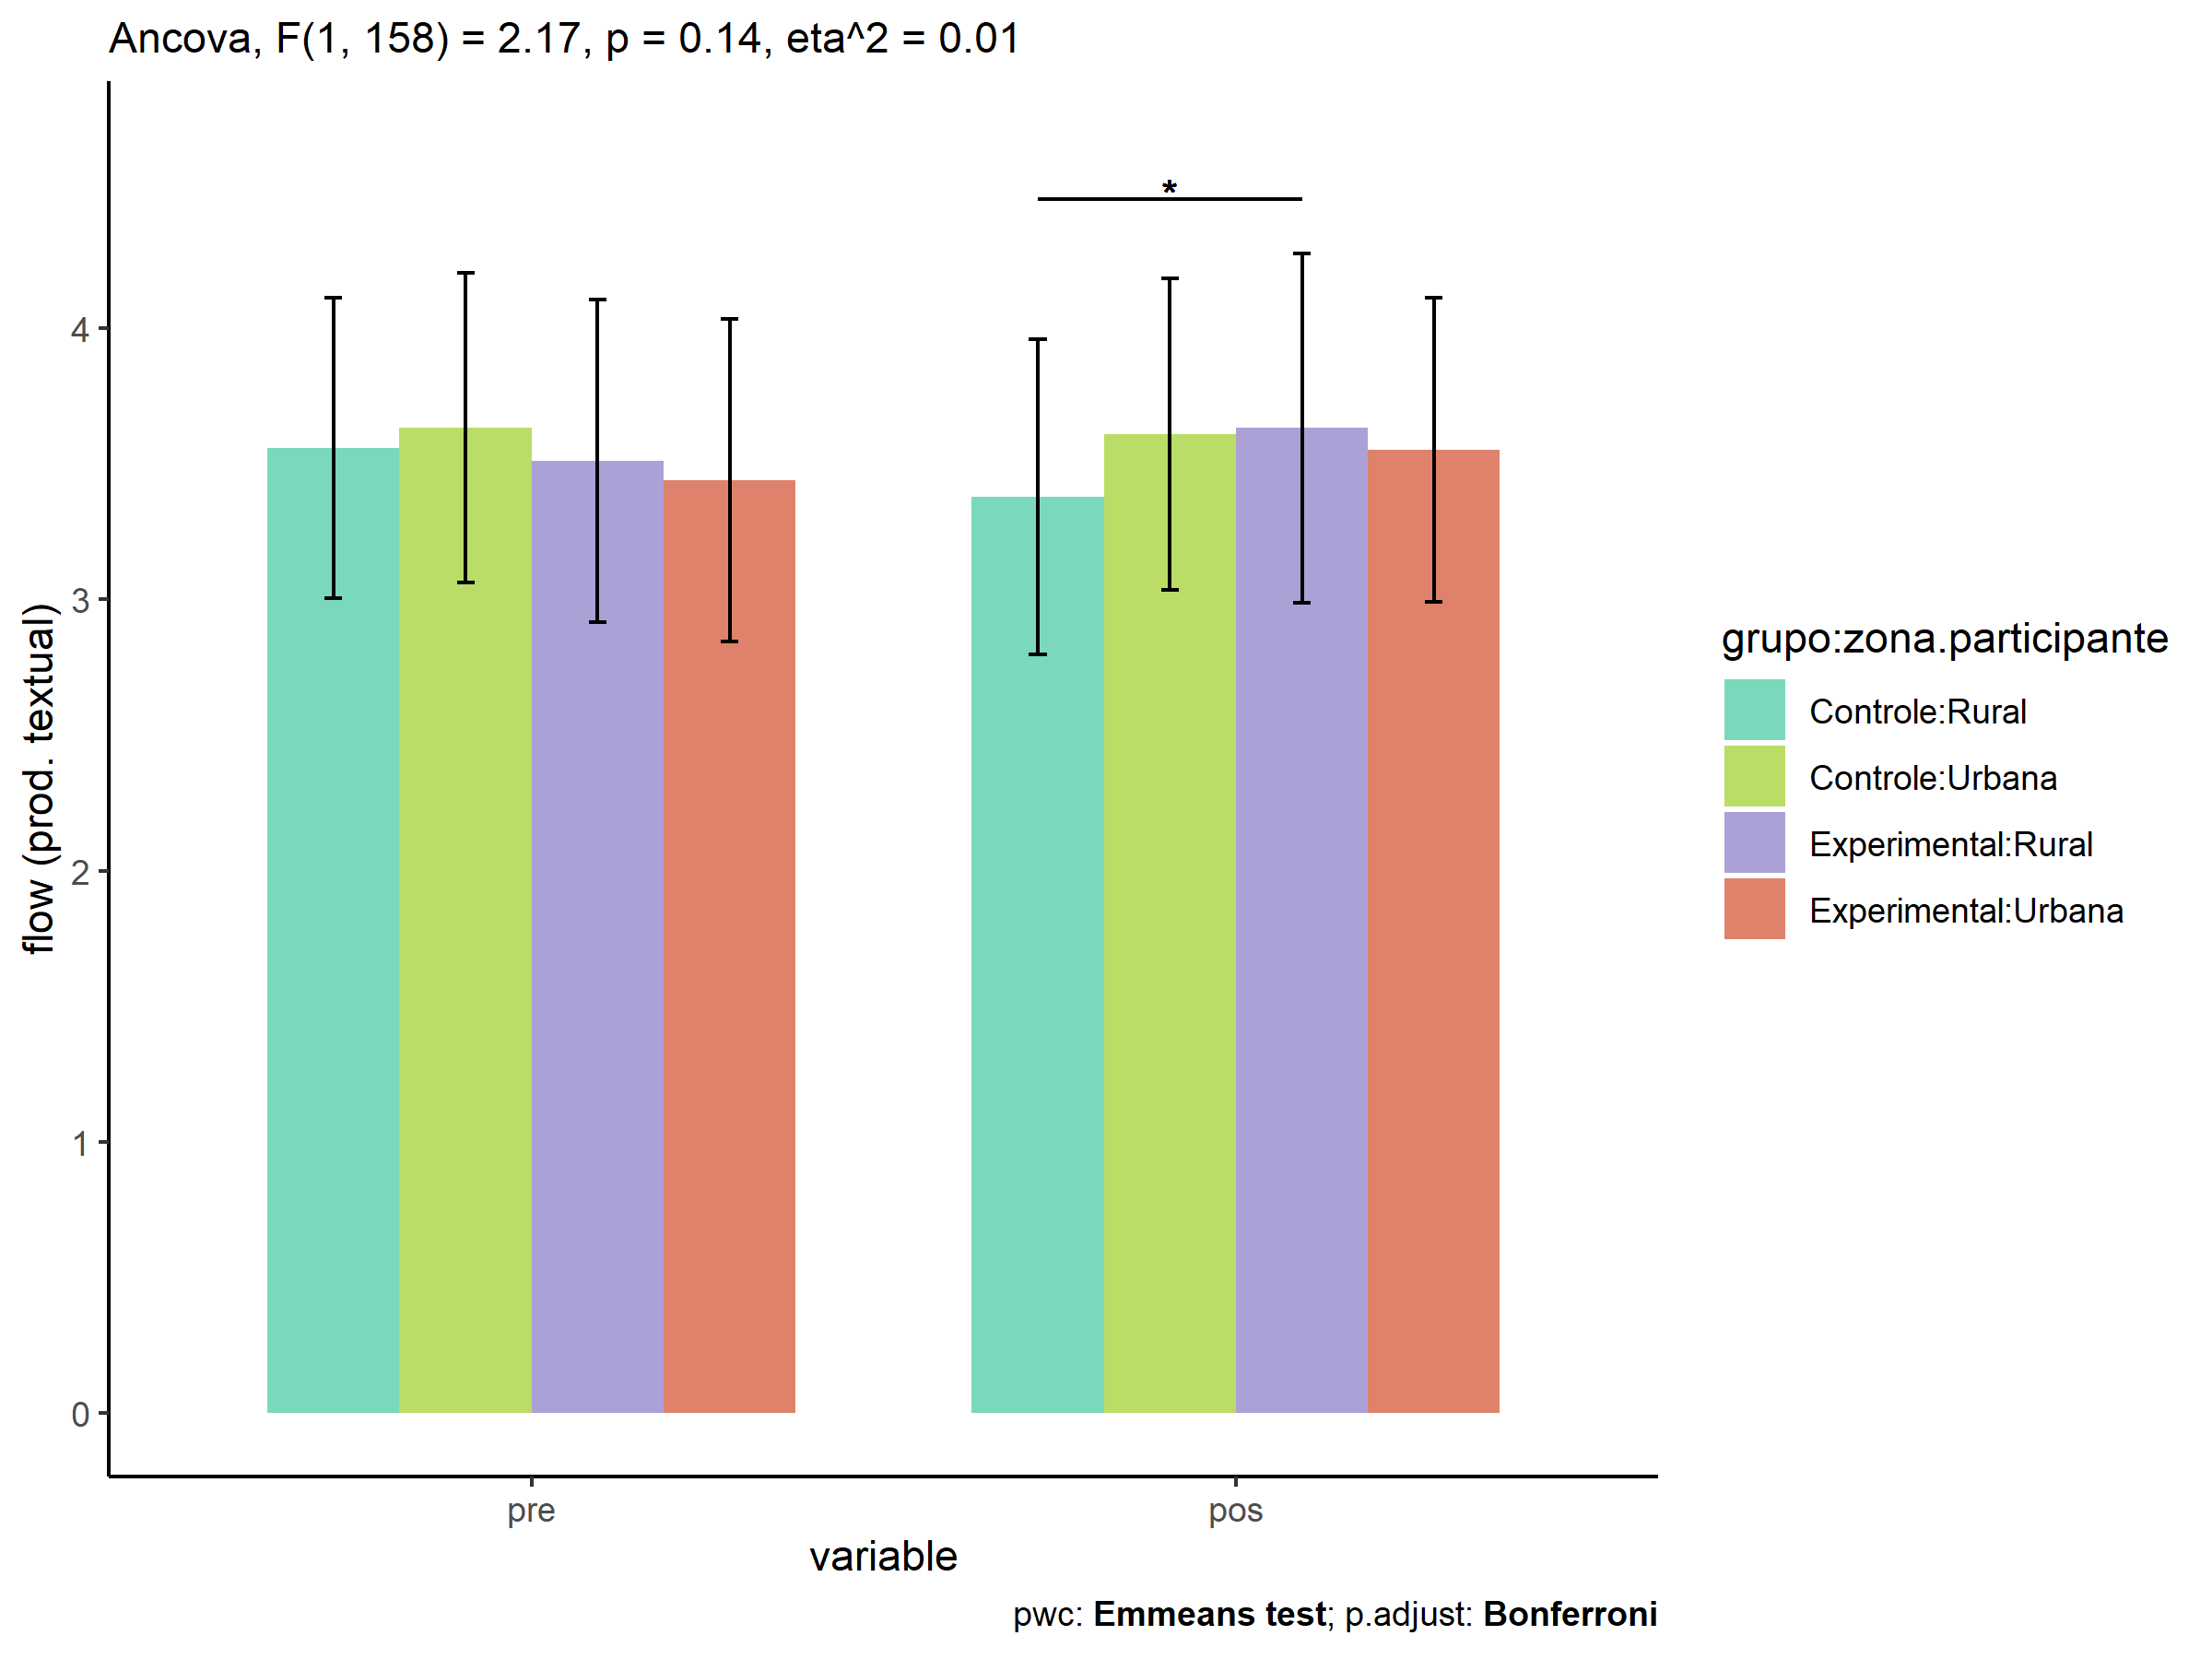 Ancova, F(1, 158) = 2.17, p = 0.14, eta^2 = 0.01
*
4
3
2
1
0
flow (prod. textual)
pre
pos
variable
grupo:zona.participante
Controle:Rural
Controle:Urbana
Experimental:Rural
Experimental:Urbana
pwc: Emmeans test; p.adjust: Bonferroni